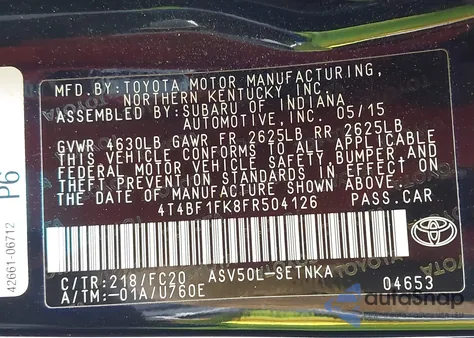 MFD.BY:TOYOTA MOTOR MANUFACTURING,
NORTHERN KENTUCKY INC.
ASSEMBLED BY: SUBARU OF INDIANA
AUTOMOTIVE, INC. 05/15
GVWR 4630LB GAWR FR 2625LB RR 2625LB
THIS VEHICLE CONFORMS TO ALL APPLICABLE
FEDERAL MOTOR VEHICLE SAFETY,BUMPER,AND
THEFT PREVENTION STANDARDS IN EFFECT ON
THE DATE OF MANUFACTURE SHOWN ABOVE.
4T4BF1FK8FR504126 PASS.CAR
C/TR:218/FC20 ASV50L-SETNKA
A/TM:-01A/U760E 04653
TOYOTA
P6
42661-06712
autosnap